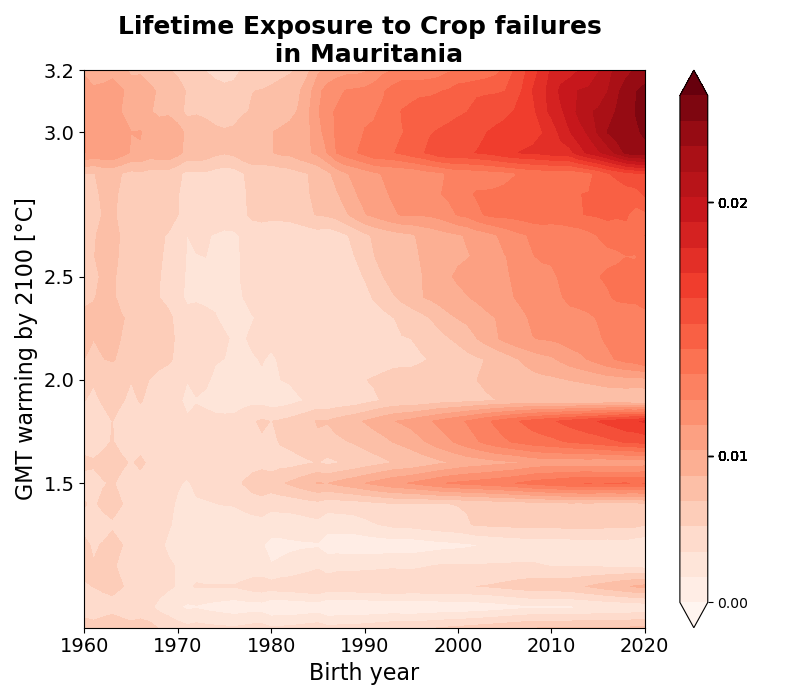 Lifetime Exposure to Crop failures
in Mauritania
GMT warming by 2100 [°C]
3.2
3.0
2.5
2.0
1.5
1960 1970 1980 1990 2000 2010 2020
Birth year
0.02
0.01
0.00